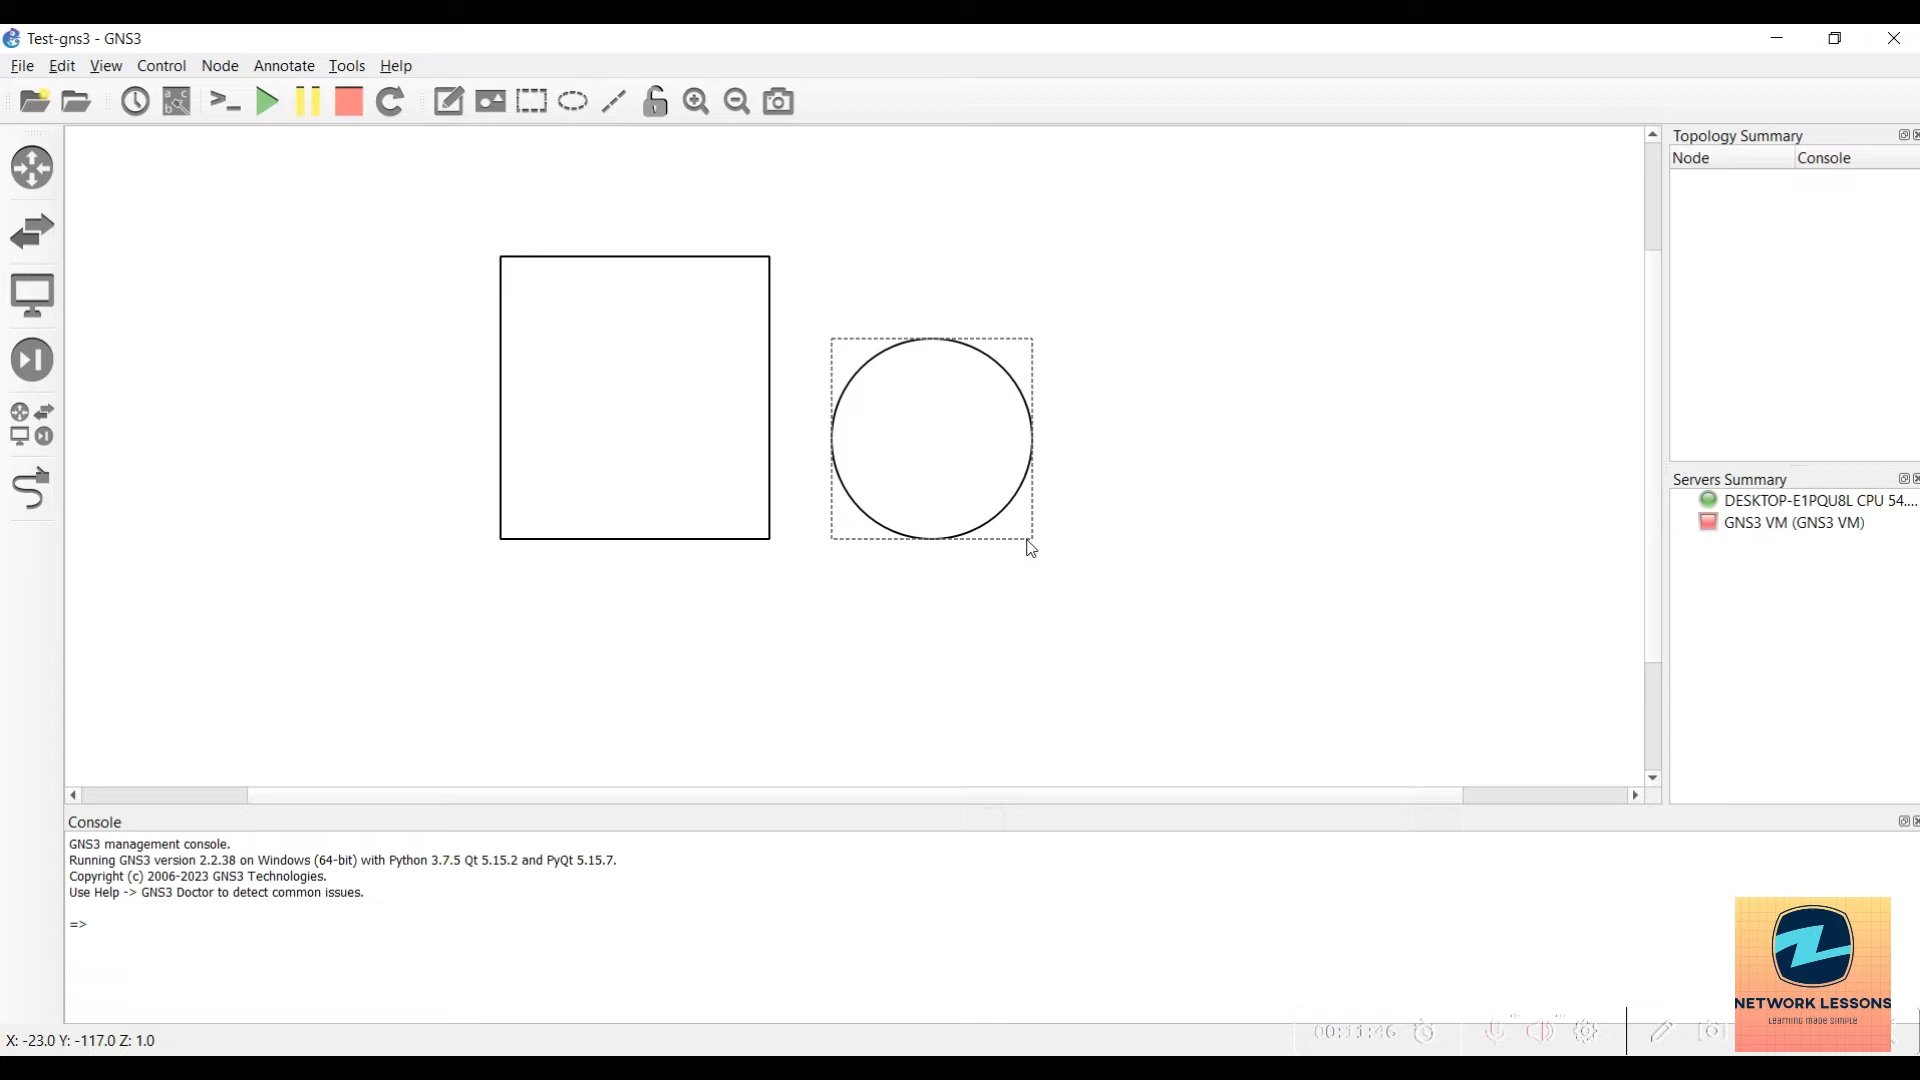 Test-gns3 - GNS3
File Edit View Control Node Annotate Tools Help
Topology Summary
Node Console
Servers Summary
DESKTOP-E1PQU8L CPU 54....
GNS3 VM (GNS3 VM)
Console
GNS3 management console.
Running GNS3 version 2.2.38 on Windows (64-bit) with Python 3.7.5 Qt 5.15.2 and PyQt 5.15.7.
Copyright (c) 2006-2023 GNS3 Technologies.
Use Help -> GNS3 Doctor to detect common issues.
=>
NETWORK LESSONS
Learning made simple
00:11:46
X: -23.0 Y: -117.0 Z: 1.0